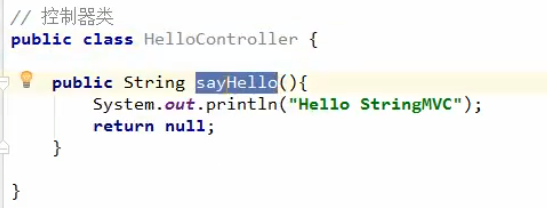 // 控制器类
public class HelloController {
public String sayHello(){
System.out.println("Hello StringMVC");
return null;
}
}